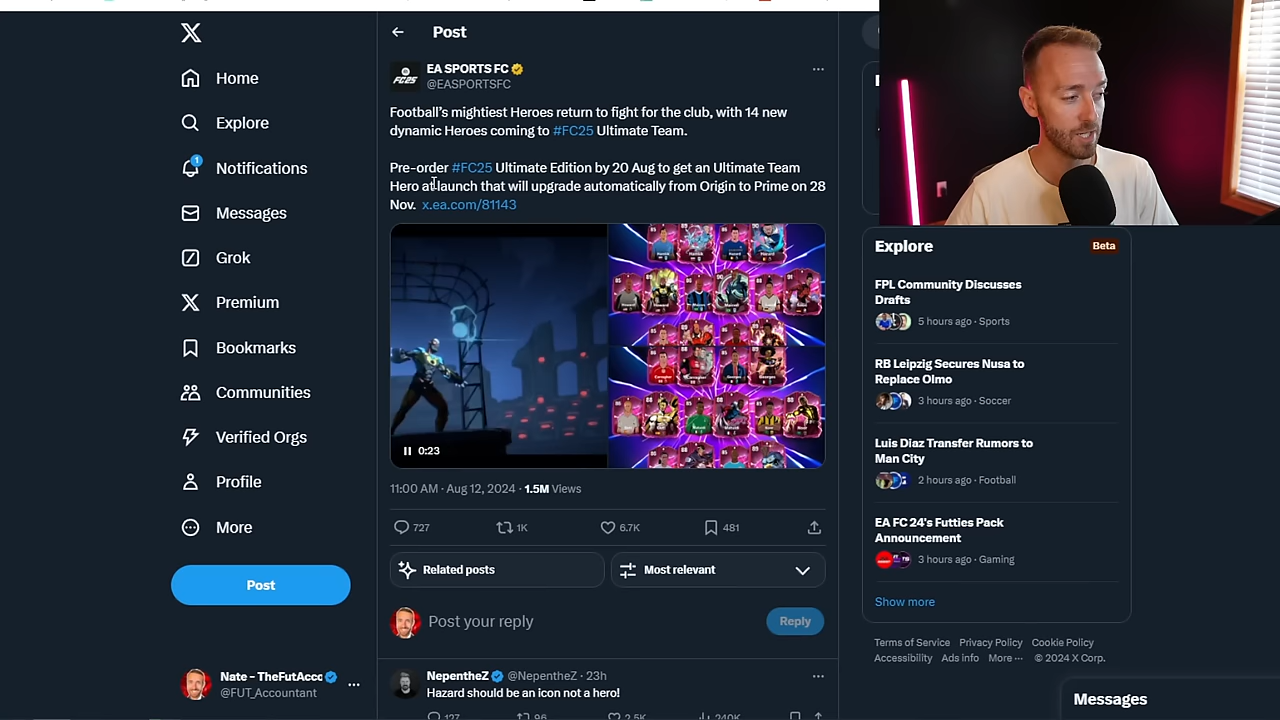 Home
Explore
1
Notifications
Messages
Grok
Premium
Bookmarks
Communities
Verified Orgs
Profile
More
Post
Nate - TheFutAccc
@FUT_Accountant
Post
FC25
EA SPORTS FC
@EASPORTSFC
Football's mightiest Heroes return to fight for the club, with 14 new
dynamic Heroes coming to #FC25 Ultimate Team.
Pre-order #FC25 Ultimate Edition by 20 Aug to get an Ultimate Team
Hero at launch that will upgrade automatically from Origin to Prime on 28
Nov. x.ea.com/81143
0:23
11:00 AM · Aug 12, 2024 · 1.5M Views
727
1K
6.7K
481
Related posts
Most relevant
Post your reply
Reply
NepentheZ @NepentheZ · 23h
Hazard should be an icon not a hero!
127
96
2.5K
240K
Explore
Beta
FPL Community Discusses
Drafts
5 hours ago · Sports
RB Leipzig Secures Nusa to
Replace Olmo
3 hours ago · Soccer
Luis Diaz Transfer Rumors to
Man City
2 hours ago · Football
EA FC 24's Futties Pack
Announcement
3 hours ago · Gaming
Show more
Terms of Service Privacy Policy Cookie Policy
Accessibility Ads info More ··· © 2024 X Corp.
Messages